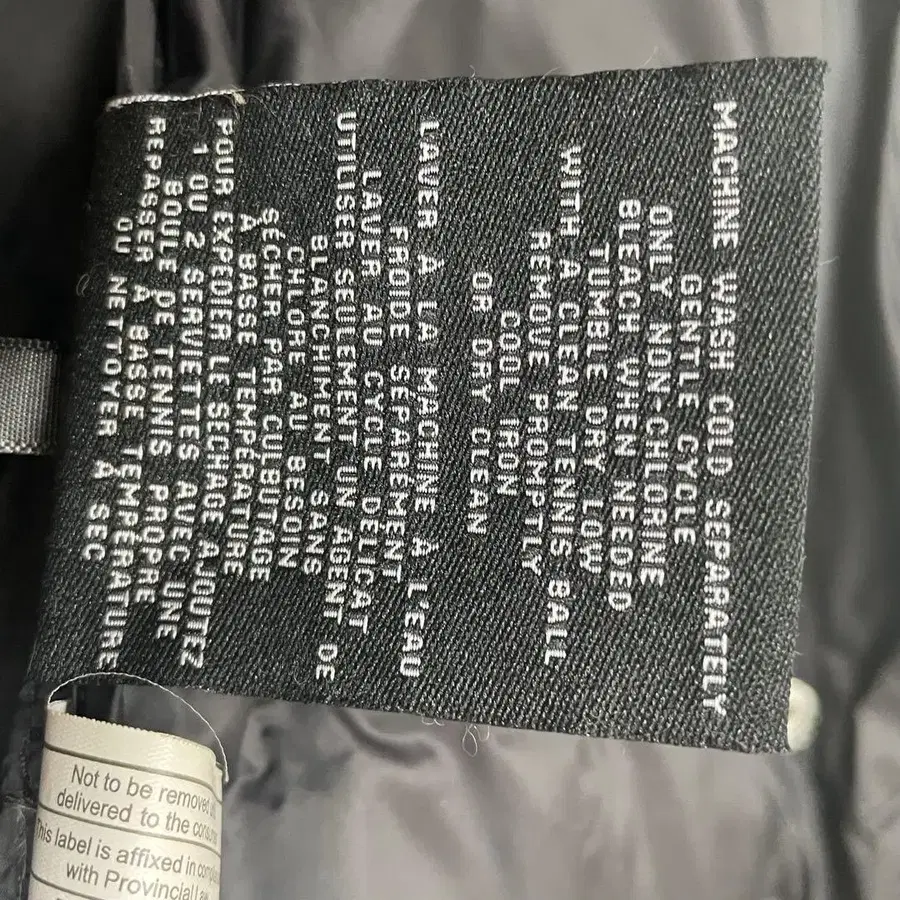 MACHINE WASH COLD SEPARATELY
GENTLE CYCLE
ONLY NON-CHLORINE
BLEACH WHEN NEEDED
TUMBLE DRY LOW
WITH A CLEAN TENNIS BALL
REMOVE PROMPTLY
COOL IRON
OR DRY CLEAN
LAVER À LA MACHINE À L'EAU
FROIDE SÉPARÉMENT
LAVER AU CYCLE DÉLICAT
UTILISER SEULEMENT UN AGENT DE
BLANCHIMENT SANS
CHLORE AU BESOIN
SÉCHER PAR CULBUTAGE
À BASSE TEMPÉRATURE
POUR EXPÉDIER LE SÉCHAGE AJOUTZ
1 OU 2 SERVIETTES AVEC UNE
BOULE DE TENNIS PROPRE
REPASSER À BASSE TEMPÉRATURE
OU NETTOYER À SEC
Not to be removed
delivered to the
This label is affixed in
with Provincial